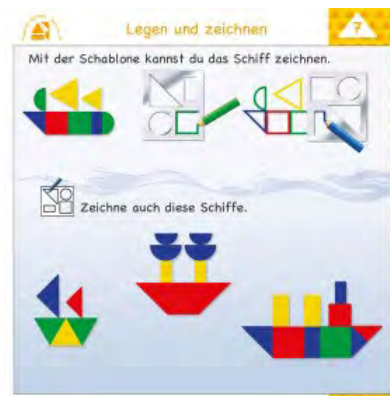 Legen und zeichnen
7
Mit der Schablone kannst du das Schiff zeichnen.
Zeichne auch diese Schiffe.